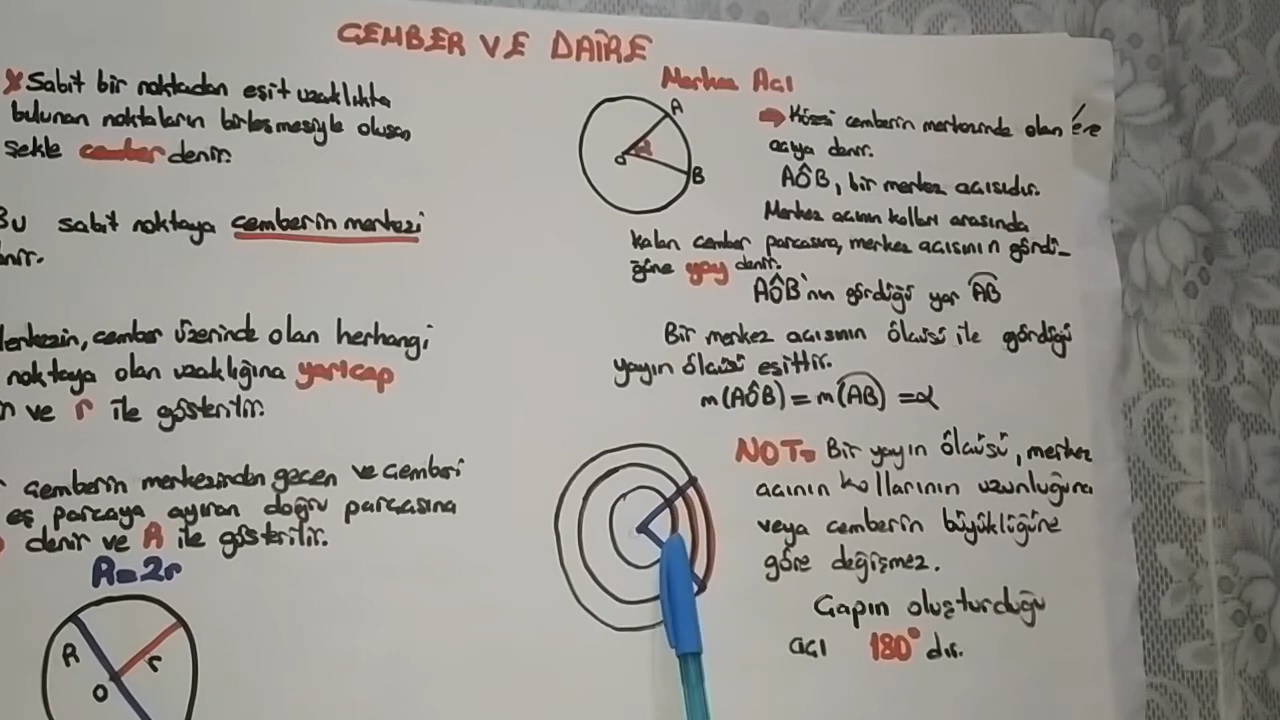 ÇEMBER VE DAİRE
Sabit bir noktadan eşit uzaklıkta
bulunan noktaların birleşmesiyle oluşan
şekle çember denir.
Bu sabit noktaya çemberin merkezi
nir.
Merkezin, çember üzerinde olan herhangi
noktaya olan uzaklığına yarıçap
n ve r ile gösterilir.
Çemberin merkezinden geçen ve çemberi
eş parçaya ayıran doğru parçasına
denir ve R ile gösterilir.
R=2r
R
r
O
Merkez Açı
A
α
O
B
Köşesi çemberin merkezinde olan
açıya denir.
AÔB, bir merkez açısıdır.
Merkez açının kolları arasında
kalan çember parçasına, merkez açısının gördü-
ğüne yay denir.
AÔB'nın gördüğü yay AB
Bir merkez açısının ölçüsü ile gördüğü
yayın ölçüsü eşittir.
m(AÔB)=m(AB)=α
NOT= Bir yayın ölçüsü, merkez
açının kollarının uzunluğuna
veya çemberin büyüklüğüne
göre değişmez.
Çapın oluşturduğu
açı 180° dir.